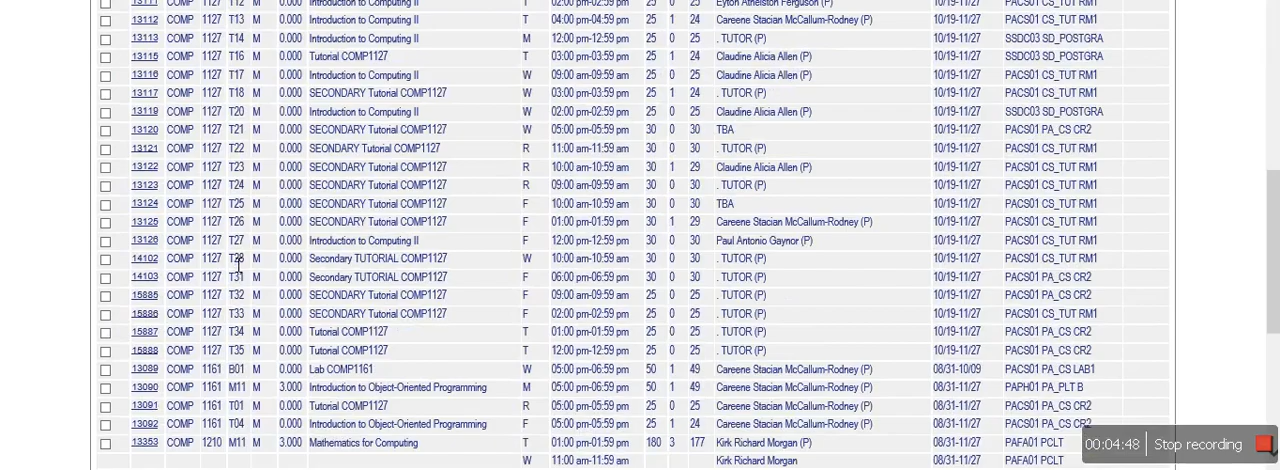 13111 COMP 1127 T12 M 0.000 Introduction to Computing II T 02:00 pm-02:59 pm 25 0 25 Eyton Athelston Ferguson (P) 10/19-11/27 PACS01 CS_TUT RM1
13112 COMP 1127 T13 M 0.000 Introduction to Computing II T 04:00 pm-04:59 pm 25 1 24 Careene Stacian McCallum-Rodney (P) 10/19-11/27 PACS01 CS_TUT RM1
13113 COMP 1127 T14 M 0.000 Introduction to Computing II M 12:00 pm-12:59 pm 25 0 25 . TUTOR (P) 10/19-11/27 SSDC03 SD_POSTGRA
13115 COMP 1127 T16 M 0.000 Tutorial COMP1127 T 03:00 pm-03:59 pm 25 1 24 Claudine Alicia Allen (P) 10/19-11/27 SSDC03 SD_POSTGRA
13116 COMP 1127 T17 M 0.000 Introduction to Computing II W 09:00 am-09:59 am 25 0 25 Claudine Alicia Allen (P) 10/19-11/27 PACS01 CS_TUT RM1
13117 COMP 1127 T18 M 0.000 SECONDARY Tutorial COMP1127 W 03:00 pm-03:59 pm 25 1 24 . TUTOR (P) 10/19-11/27 PACS01 CS_TUT RM1
13119 COMP 1127 T20 M 0.000 Introduction to Computing II W 02:00 pm-02:59 pm 25 0 25 Claudine Alicia Allen (P) 10/19-11/27 SSDC03 SD_POSTGRA
13120 COMP 1127 T21 M 0.000 SECONDARY Tutorial COMP1127 W 05:00 pm-05:59 pm 30 0 30 TBA 10/19-11/27 PACS01 PA_CS CR2
13121 COMP 1127 T22 M 0.000 SEONDARY Tutorial COMP1127 R 11:00 am-11:59 am 30 0 30 . TUTOR (P) 10/19-11/27 PACS01 CS_TUT RM1
13122 COMP 1127 T23 M 0.000 SECONDARY Tutorial COMP1127 R 10:00 am-10:59 am 30 1 29 Claudine Alicia Allen (P) 10/19-11/27 PACS01 CS_TUT RM1
13123 COMP 1127 T24 M 0.000 SECONDARY Tutorial COMP1127 R 09:00 am-09:59 am 30 0 30 . TUTOR (P) 10/19-11/27 PACS01 CS_TUT RM1
13124 COMP 1127 T25 M 0.000 SECONDARY Tutorial COMP1127 F 10:00 am-10:59 am 30 0 30 TBA 10/19-11/27 PACS01 CS_TUT RM1
13125 COMP 1127 T26 M 0.000 SECONDARY Tutorial COMP1127 F 01:00 pm-01:59 pm 30 1 29 Careene Stacian McCallum-Rodney (P) 10/19-11/27 PACS01 CS_TUT RM1
13126 COMP 1127 T27 M 0.000 Introduction to Computing II F 12:00 pm-12:59 pm 30 0 30 Paul Antonio Gaynor (P) 10/19-11/27 PACS01 CS_TUT RM1
14102 COMP 1127 T28 M 0.000 Secondary TUTORIAL COMP1127 W 10:00 am-10:59 am 30 0 30 . TUTOR (P) 10/19-11/27 PACS01 CS_TUT RM1
14103 COMP 1127 T31 M 0.000 Secondary TUTORIAL COMP1127 F 06:00 pm-06:59 pm 30 0 30 . TUTOR (P) 10/19-11/27 PACS01 PA_CS CR2
15885 COMP 1127 T32 M 0.000 SECONDARY Tutorial COMP1127 F 09:00 am-09:59 am 25 0 25 . TUTOR (P) 10/19-11/27 PACS01 PA_CS CR2
15886 COMP 1127 T33 M 0.000 SECONDARY Tutorial COMP1127 F 02:00 pm-02:59 pm 25 0 25 . TUTOR (P) 10/19-11/27 PACS01 PA_CS CR2
15887 COMP 1127 T34 M 0.000 Tutorial COMP1127 T 01:00 pm-01:59 pm 25 0 25 . TUTOR (P) 10/19-11/27 PACS01 PA_CS CR2
15888 COMP 1127 T35 M 0.000 Tutorial COMP1127 T 12:00 pm-12:59 pm 25 0 25 . TUTOR (P) 10/19-11/27 PACS01 PA_CS CR2
13089 COMP 1161 B01 M 0.000 Lab COMP1161 W 05:00 pm-06:59 pm 50 1 49 Careene Stacian McCallum-Rodney (P) 08/31-10/09 PACS01 PA_CS LAB1
13090 COMP 1161 M11 M 3.000 Introduction to Object-Oriented Programming M 05:00 pm-06:59 pm 50 1 49 Careene Stacian McCallum-Rodney (P) 08/31-11/27 PAPH01 PA_PLT B
13091 COMP 1161 T01 M 0.000 Tutorial COMP1127 R 05:00 pm-05:59 pm 25 0 25 Careene Stacian McCallum-Rodney (P) 08/31-11/27 PACS01 PA_CS CR2
13092 COMP 1161 T04 M 0.000 Introduction to Object-Oriented Programming F 05:00 pm-05:59 pm 25 1 24 Careene Stacian McCallum-Rodney (P) 08/31-11/27 PACS01 PA_CS CR2
13353 COMP 1210 M11 M 3.000 Mathematics for Computing T 01:00 pm-01:59 pm 180 3 177 Kirk Richard Morgan (P) 08/31-11/27 PAFA01 PCLT
W 11:00 am-11:59 am Kirk Richard Morgan 08/31-11/27 PAFA01 PCLT
00:04:48 Stop recording